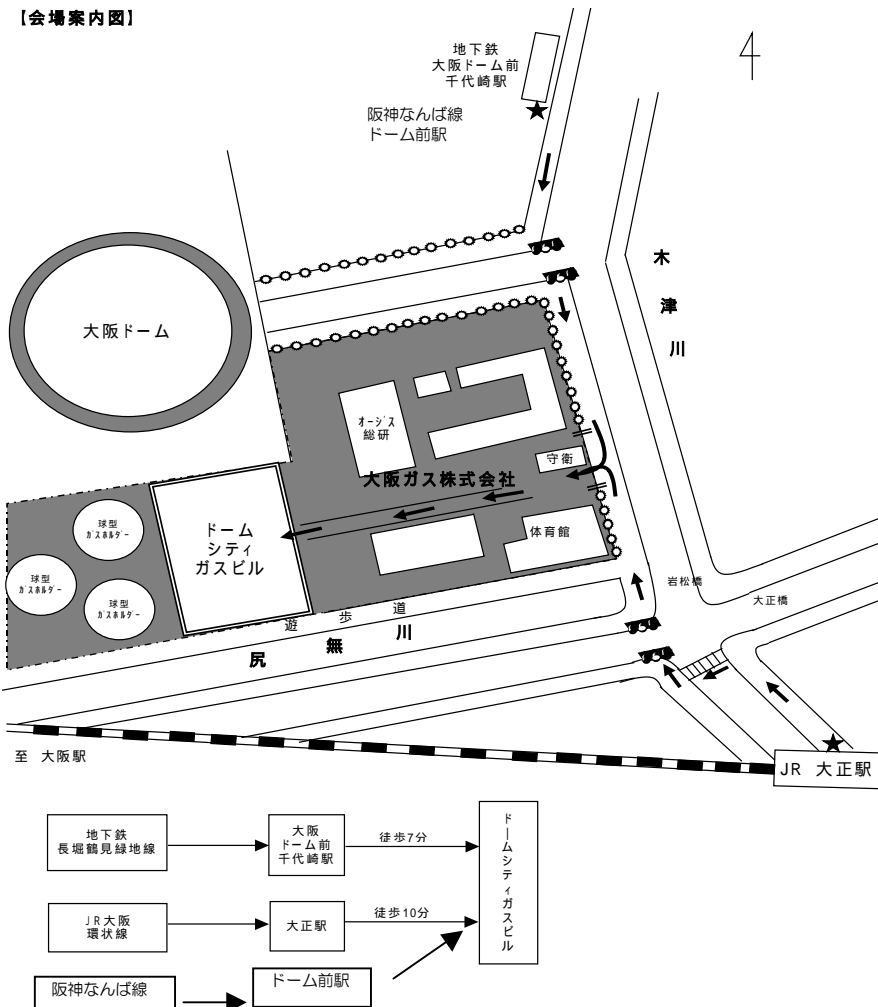 【会場案内図】
地下鉄
大阪ドーム前
千代崎駅
阪神なんば線
ドーム前駅
木
津
川
大阪ドーム
オージス
総研
守衛
大阪ガス株式会社
体育館
ドーム
シティ
ガスビル
球型
ガスホルダー
球型
ガスホルダー
球型
ガスホルダー
岩松橋
大正橋
遊 歩 道
尻 無 川
至 大阪駅
JR 大正駅
地下鉄
長堀鶴見緑地線
大阪
ドーム前
千代崎駅
徒歩7分
ドームシティガスビル
JR大阪
環状線
大正駅
徒歩10分
阪神なんば線
ドーム前駅